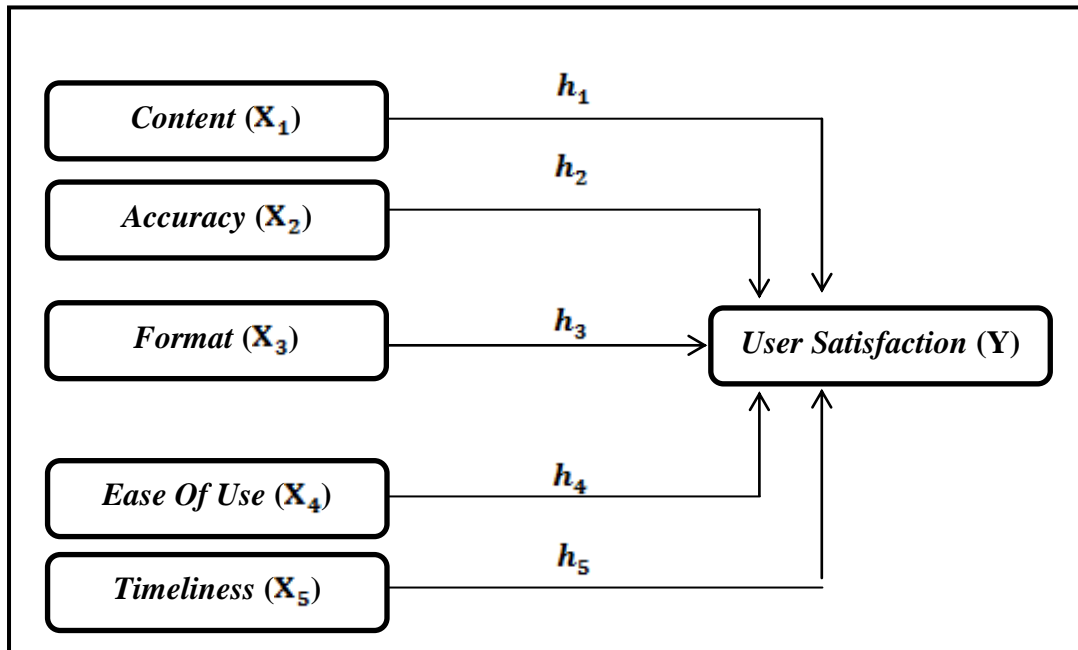 h₁
Content (X₁)
h₂
Accuracy (X₂)
h₃
Format (X₃)
User Satisfaction (Y)
h₄
Ease Of Use (X₄)
h₅
Timeliness (X₅)